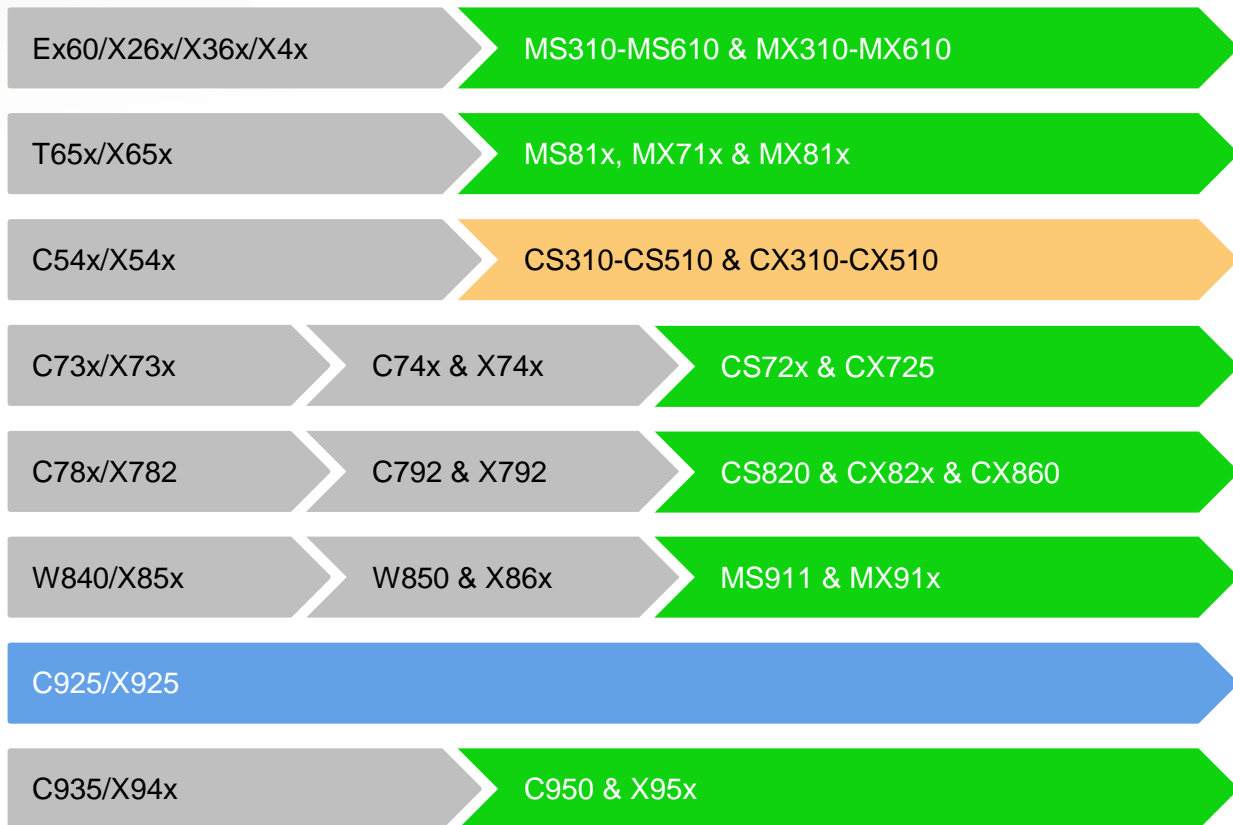 Ex60/X26x/X36x/X4x MS310-MS610 & MX310-MX610
T65x/X65x MS81x, MX71x & MX81x
C54x/X54x CS310-CS510 & CX310-CX510
C73x/X73x C74x & X74x CS72x & CX725
C78x/X782 C792 & X792 CS820 & CX82x & CX860
W840/X85x W850 & X86x MS911 & MX91x
C925/X925
C935/X94x C950 & X95x